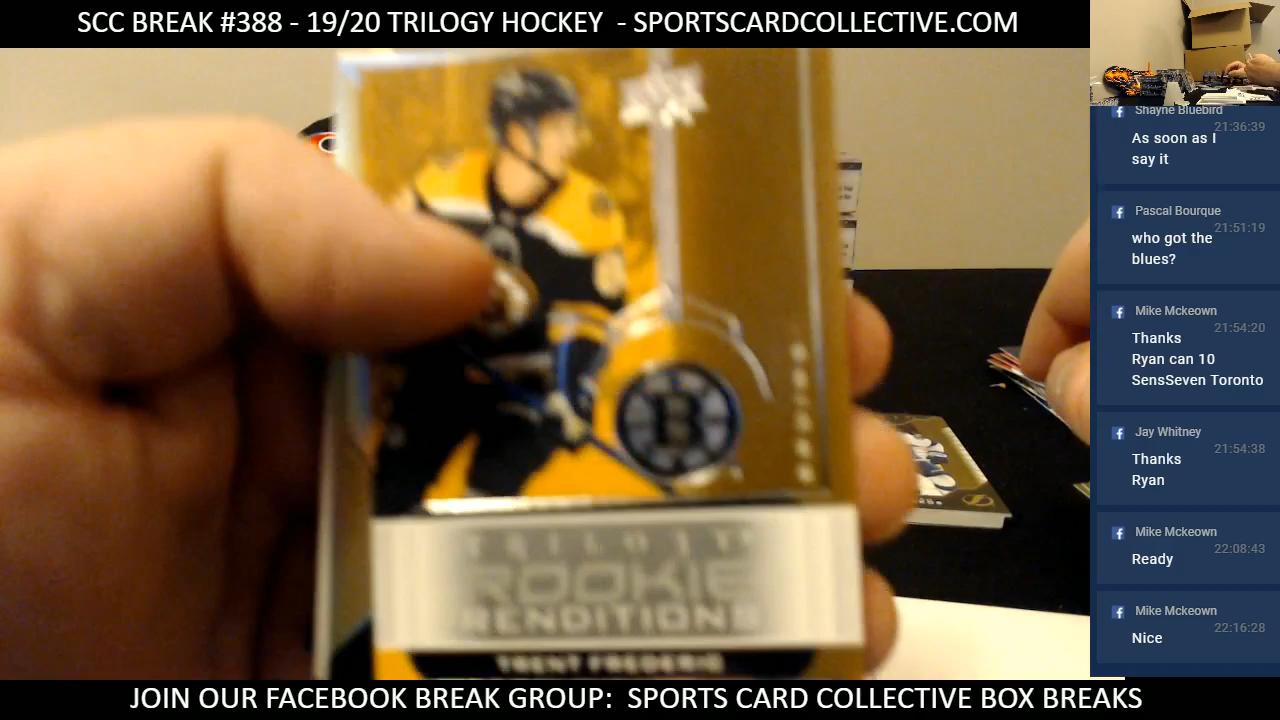 SCC BREAK #388 - 19/20 TRILOGY HOCKEY - SPORTSCARDCOLLECTIVE.COM
TRILOGY
ROOKIE
RENDITIONS
TRENT FREDERIC
Shayne Bluebird
21:36:39
As soon as I
say it
Pascal Bourque
21:51:19
who got the
blues?
Mike Mckeown
21:54:20
Thanks
Ryan can 10
SensSeven Toronto
Jay Whitney
21:54:38
Thanks
Ryan
Mike Mckeown
22:08:43
Ready
Mike Mckeown
22:16:28
Nice
JOIN OUR FACEBOOK BREAK GROUP: SPORTS CARD COLLECTIVE BOX BREAKS